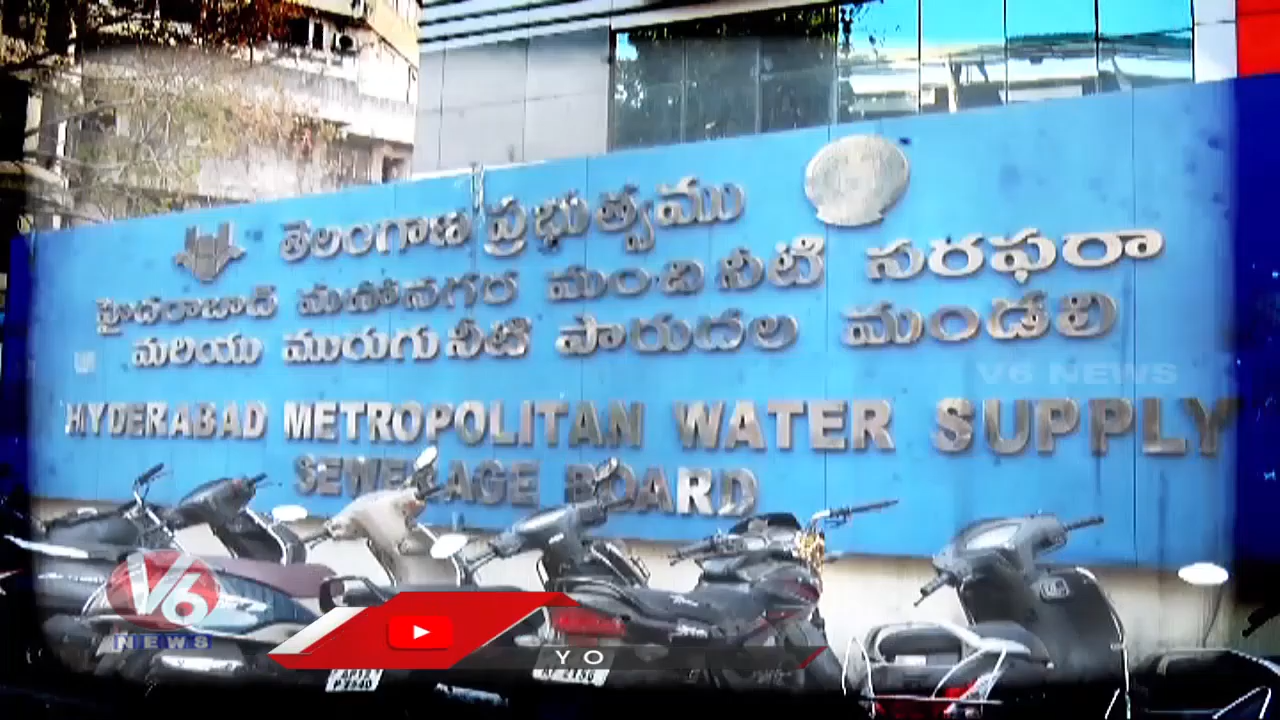 తెలంగాణ ప్రభుత్వము
హైదరాబాద్ మహానగర మంచినీటి సరఫరా
మరియు మురుగునీటి పారుదల మండలి
V6 NEWS
HYDERABAD METROPOLITAN WATER SUPPLY
SEWERAGE BOARD
V6
NEWS
YO